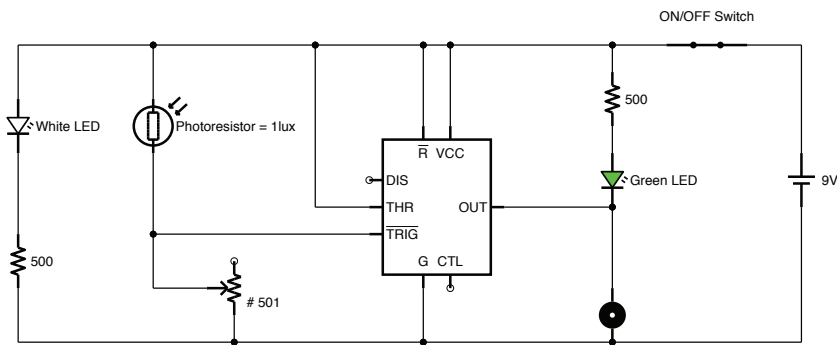 ON/OFF Switch
500
White LED
Photoresistor = 1lux
R VCC
DIS
Green LED
9V
THR
OUT
TRIG
500
G CTL
# 501